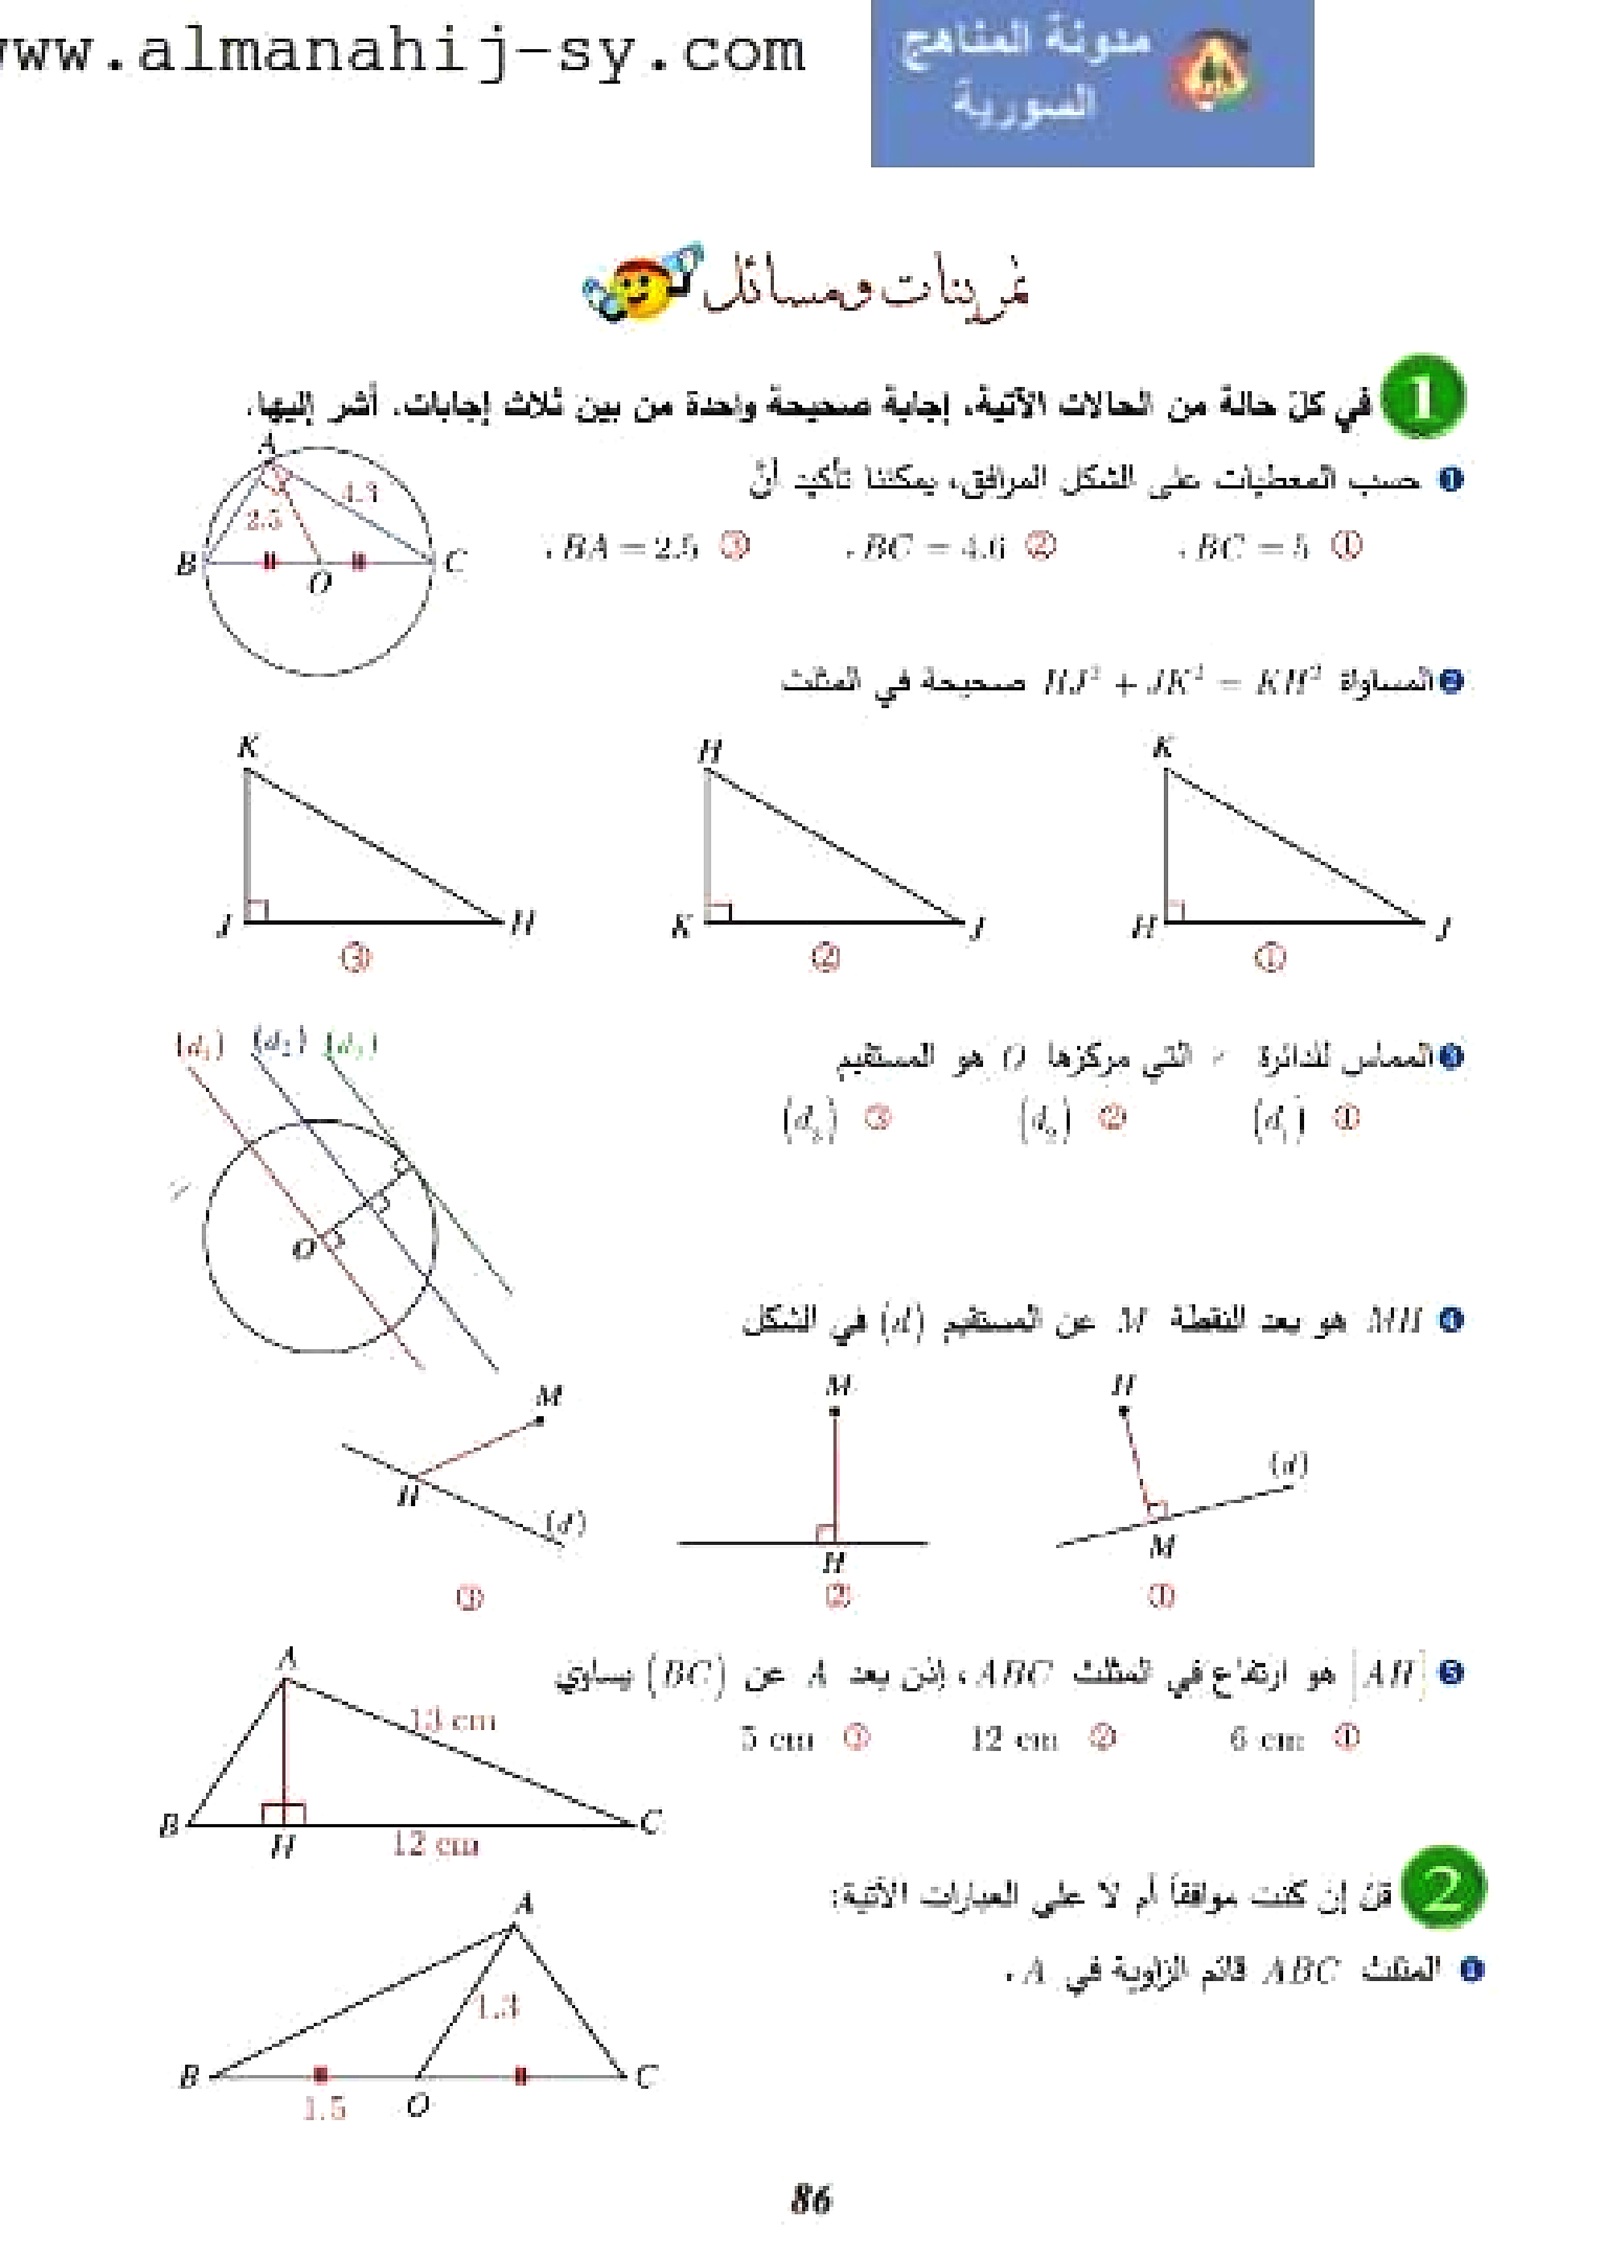 www.almanahij-sy.com
مدونة المناهج
السورية
تمرينات ومسائل
1 في كلّ حالة من الحالات الآتية، إجابة صحيحة واحدة من بين ثلاث إجابات. أشر إليها.
❶ حسب المعطيات على الشكل المرافق، يمكننا تأكيد أنّ
① BC = 5 . ② BC = 4.6 . ③ BA = 2.5 .
A
2.5
B
O
C
❷ المساواة HJ² + JK² = KH² صحيحة في المثلث
K
H
J
①
H
K
J
②
K
J
H
③
❸ المماس للدائرة التي مركزها O هو المستقيم
① (d₁) ② (d₂) ③ (d₃)
(d₁) (d₂) (d₃)
O
❹ MH هو بعد النقطة M عن المستقيم (d) في الشكل
H
(d)
M
①
M
H
②
M
H
(d)
③
❺ [AH] هو ارتفاع في المثلث ABC، إذن بعد A عن (BC) يساوي
① 6 cm ② 12 cm ③ 5 cm
A
13 cm
B
H
12 cm
C
2 قل إن كنت موافقاً أم لا على العبارات الآتية:
❶ المثلث ABC قائم الزاوية في A .
A
1.3
B
1.5
O
C
86